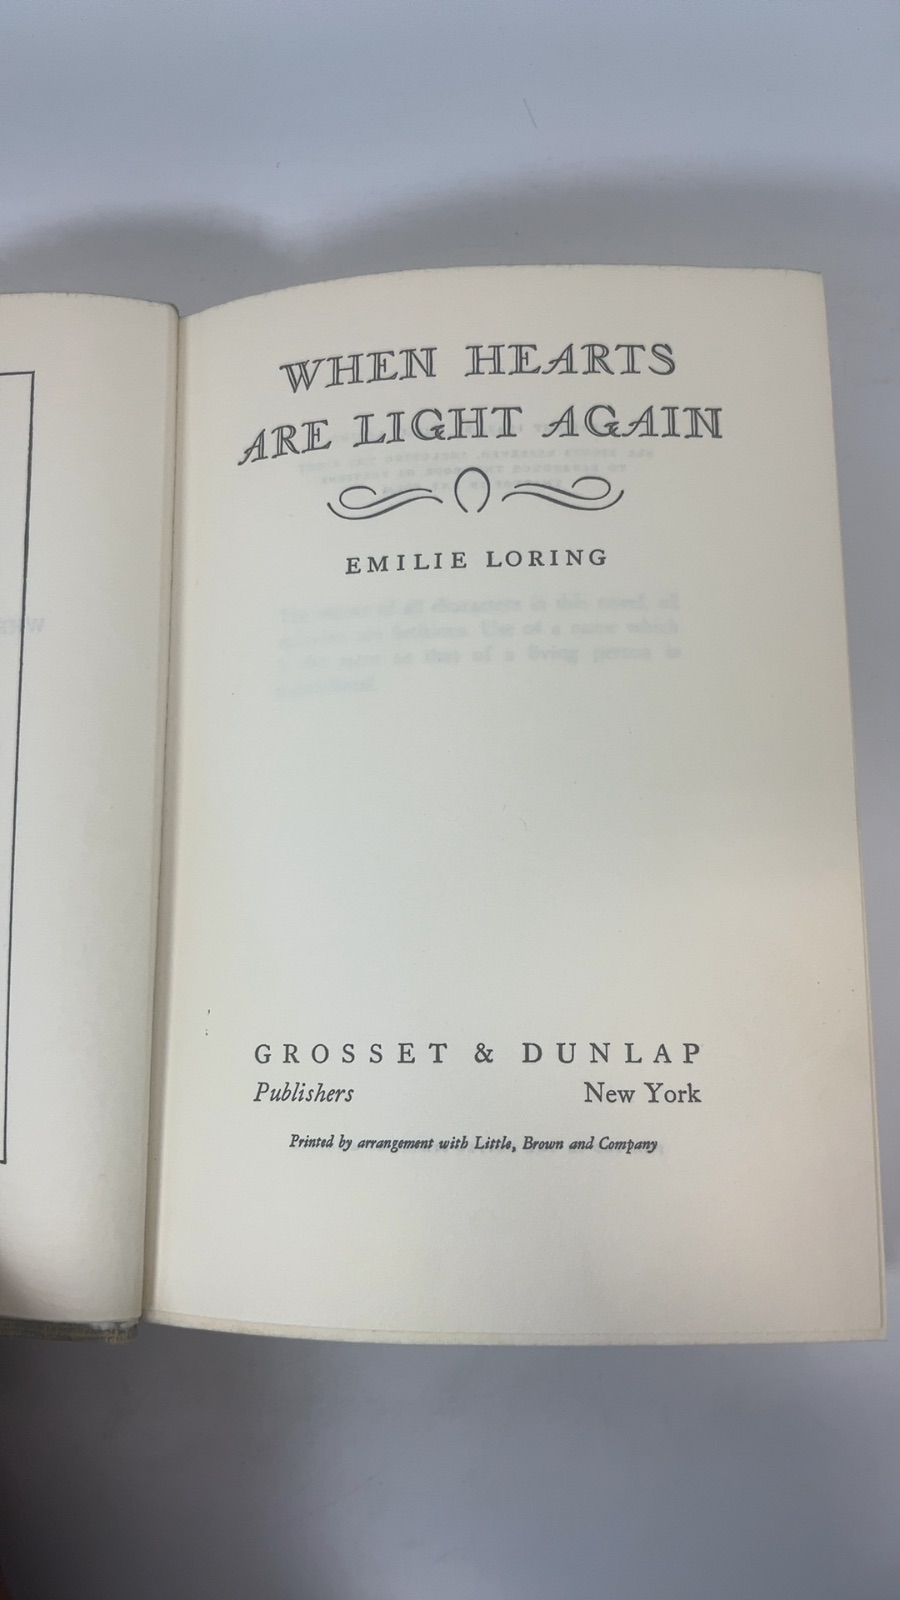 WHEN HEARTS
ARE LIGHT AGAIN
EMILIE LORING
GROSSET & DUNLAP
Publishers New York
Printed by arrangement with Little, Brown and Company